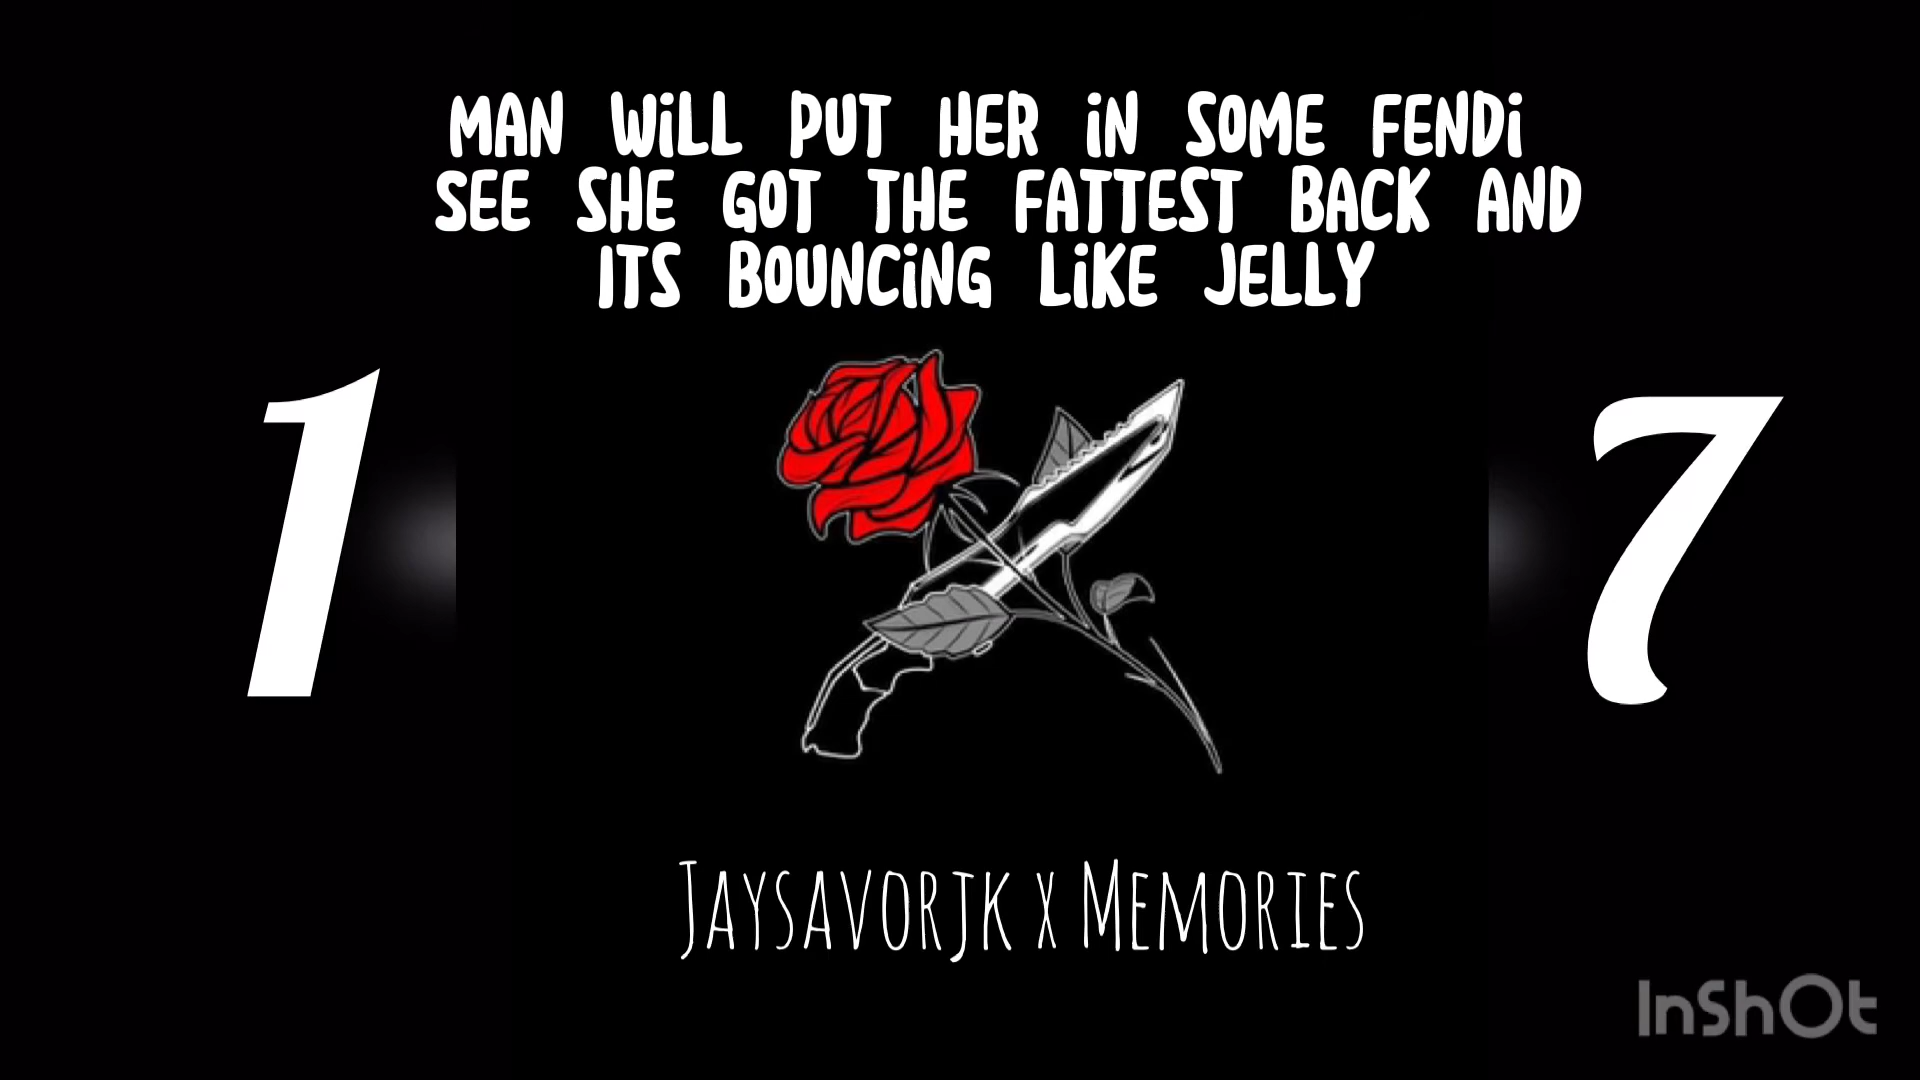 MAN WiLL PUT HER iN SOME FENDi
SEE SHE GOT THE FATTEST BACK AND
ITS BOUNCiNG LiKE JELLY
1 7
JAYSAVORJK X MEMORIES
InShOt